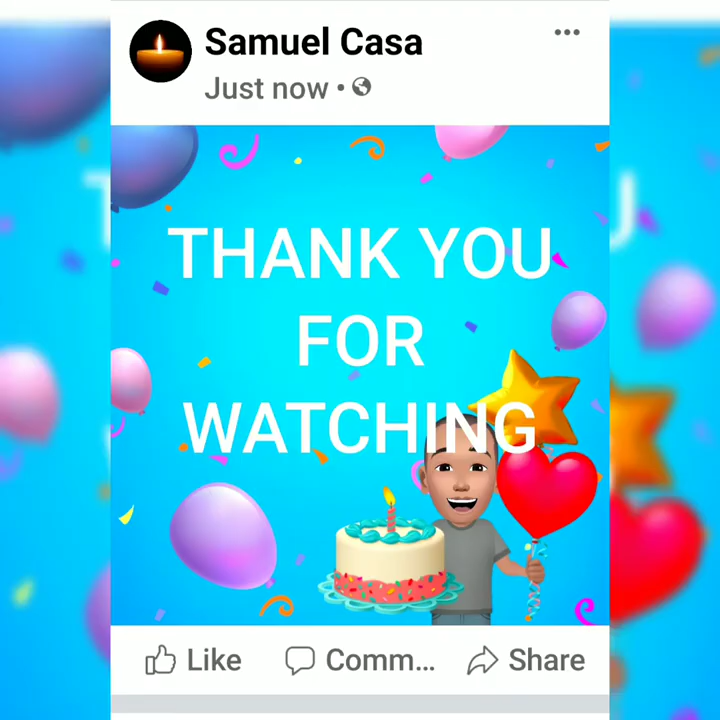 Samuel Casa
Just now •
THANK YOU
FOR
WATCHING
Like Comm... Share